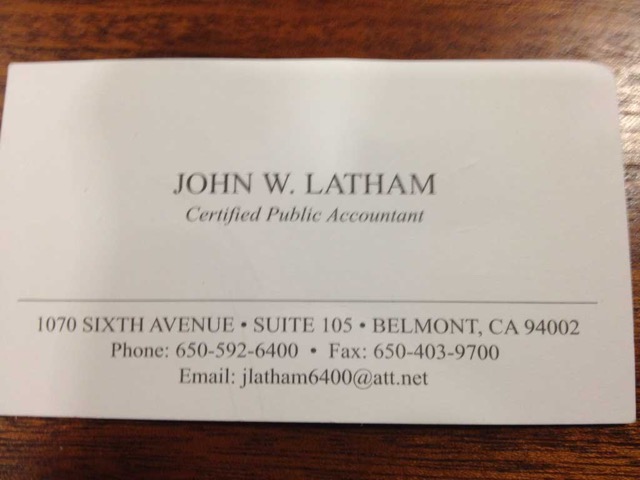 JOHN W. LATHAM
Certified Public Accountant
1070 SIXTH AVENUE • SUITE 105 • BELMONT, CA 94002
Phone: 650-592-6400 • Fax: 650-403-9700
Email: jlatham6400@att.net